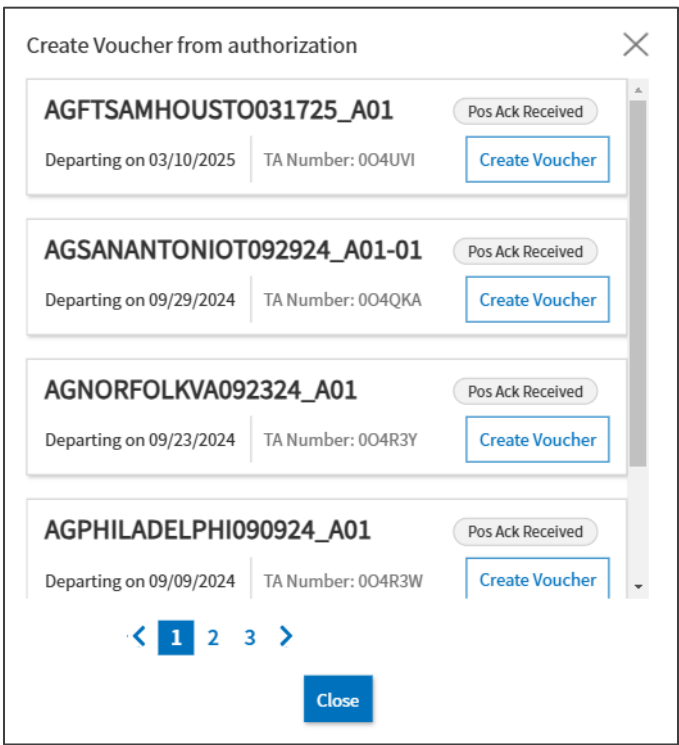 Create Voucher from authorization
AGFTSAMHOUSTO031725_A01 Pos Ack Received
Departing on 03/10/2025 TA Number: 0O4UVI Create Voucher
AGSANANTONIOT092924_A01-01 Pos Ack Received
Departing on 09/29/2024 TA Number: 0O4QKA Create Voucher
AGNORFOLKVA092324_A01 Pos Ack Received
Departing on 09/23/2024 TA Number: 0O4R3Y Create Voucher
AGPHILADELPHI090924_A01 Pos Ack Received
Departing on 09/09/2024 TA Number: 0O4R3W Create Voucher
1 2 3
Close